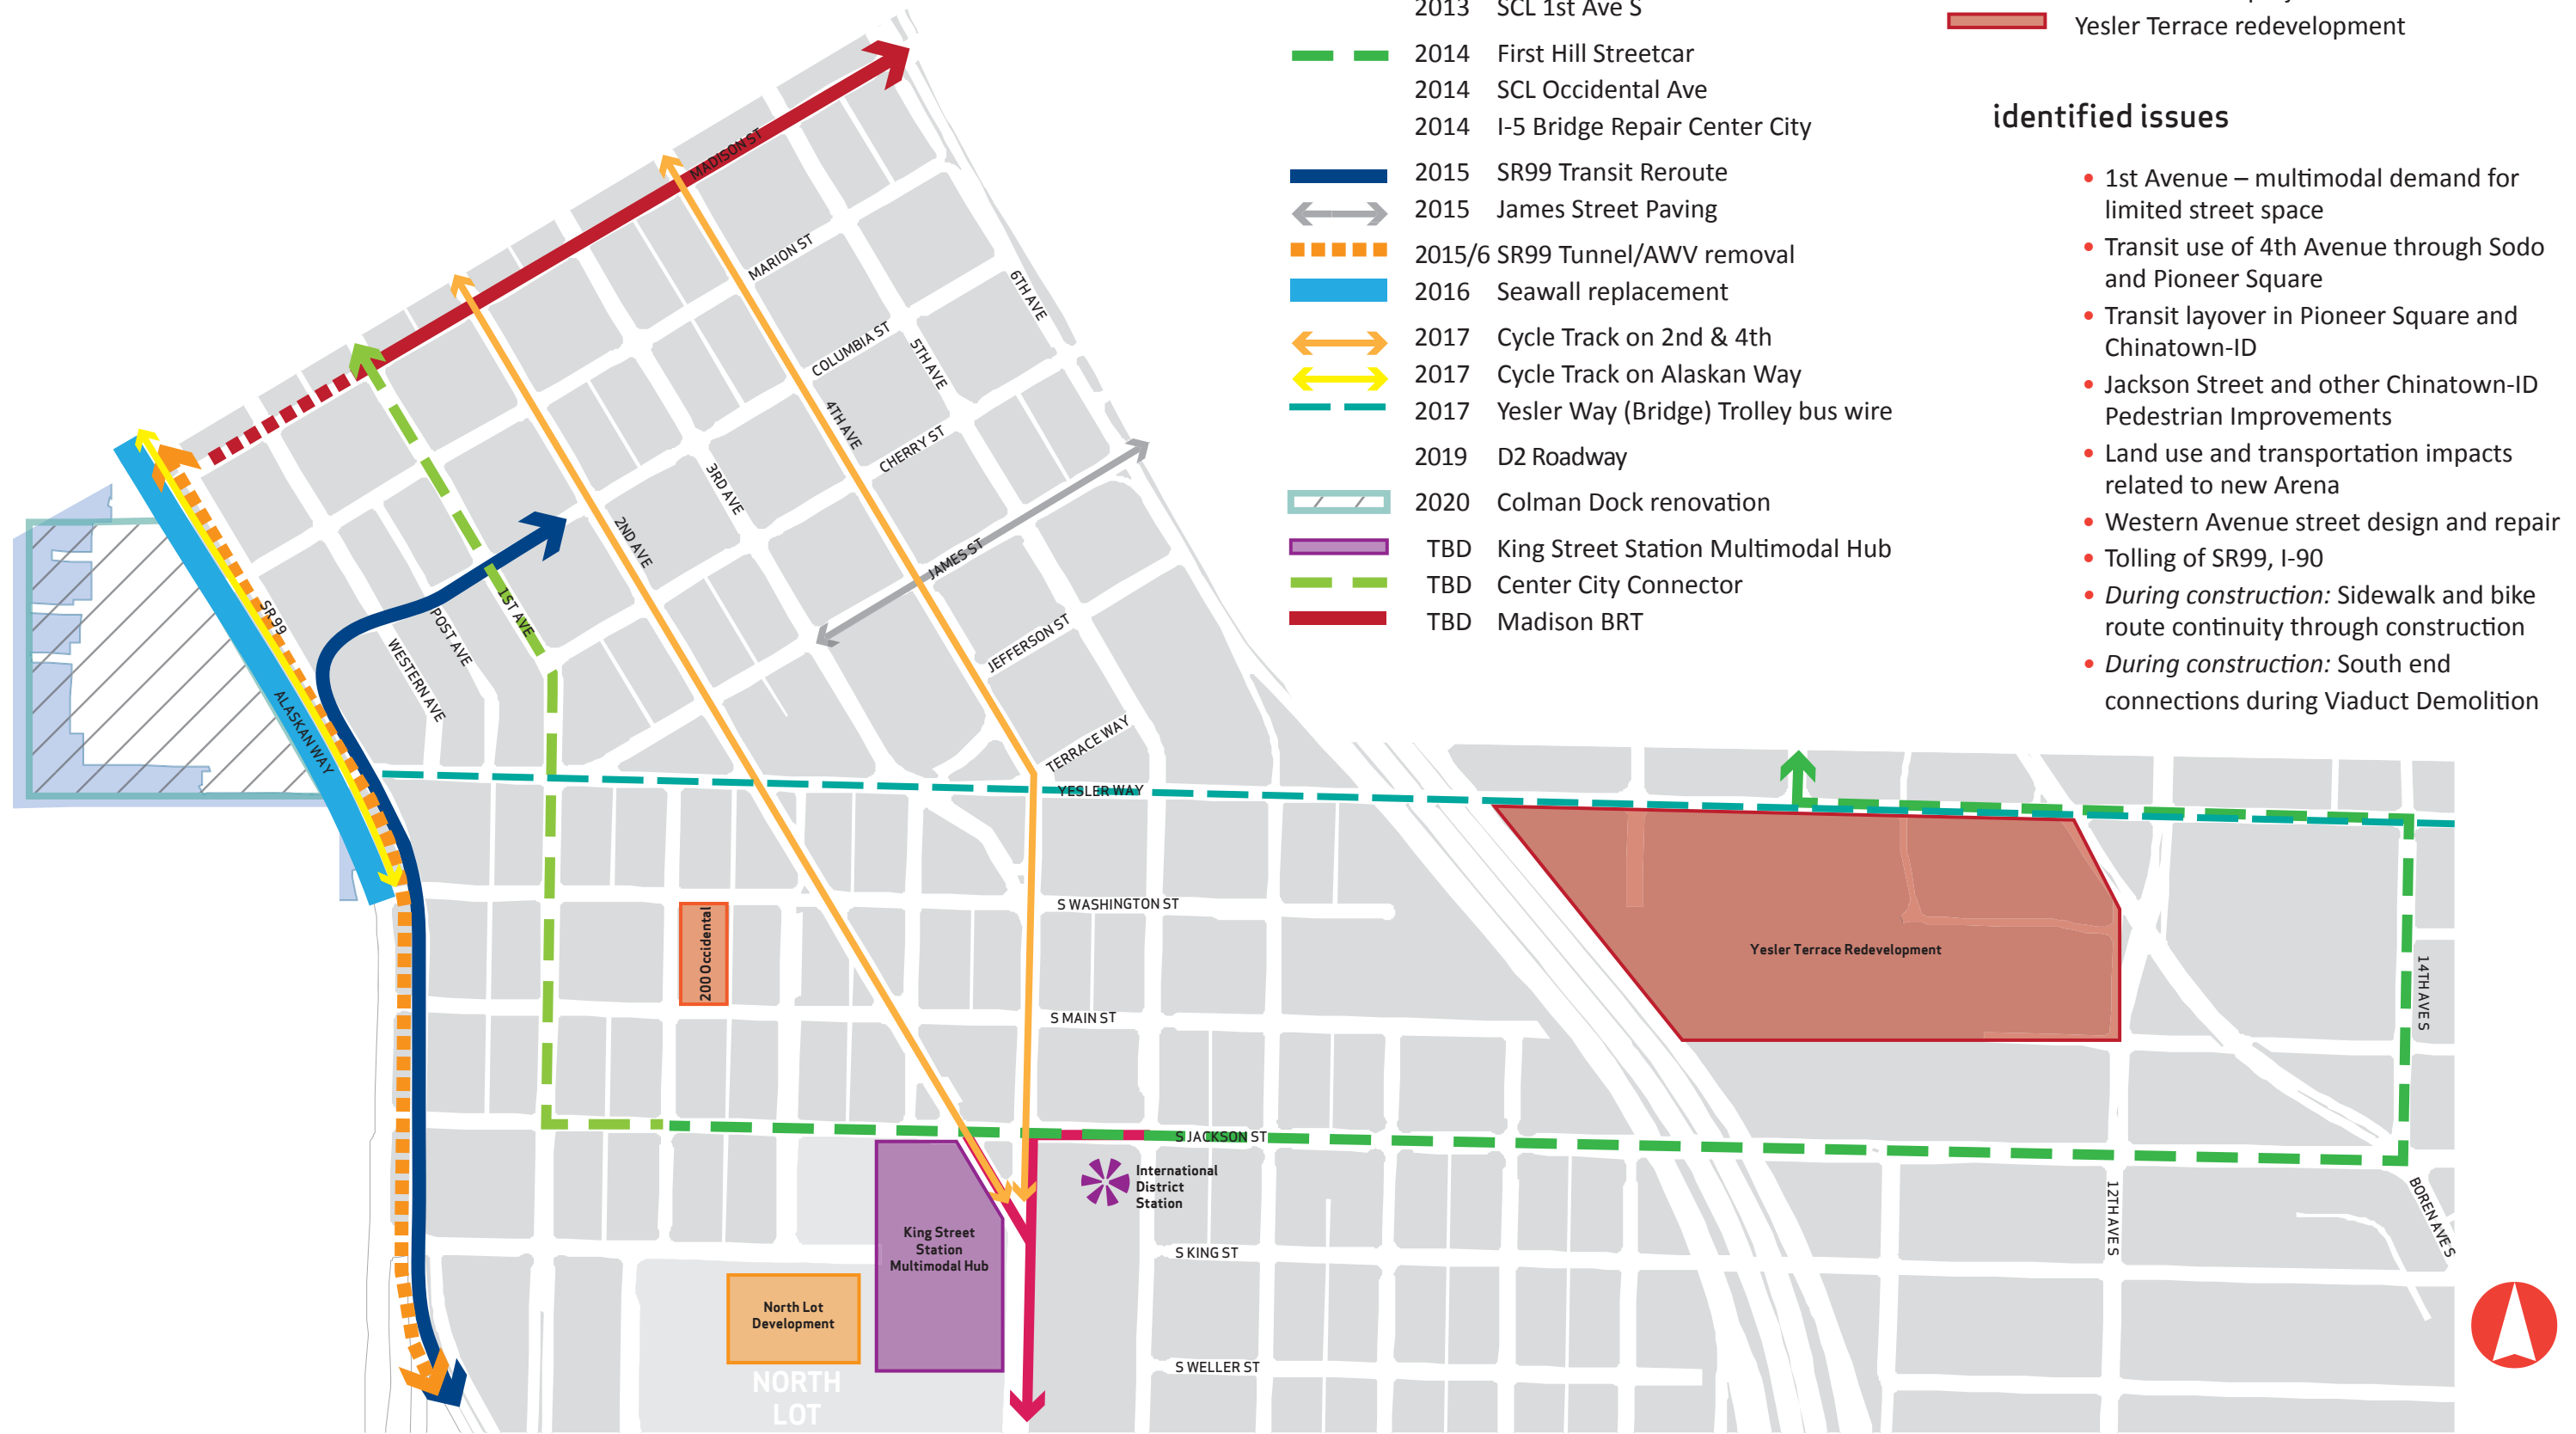 2013 SCL 1st Ave S
2014 First Hill Streetcar
2014 SCL Occidental Ave
2014 I-5 Bridge Repair Center City
2015 SR99 Transit Reroute
2015 James Street Paving
2015/6 SR99 Tunnel/AWV removal
2016 Seawall replacement
2017 Cycle Track on 2nd & 4th
2017 Cycle Track on Alaskan Way
2017 Yesler Way (Bridge) Trolley bus wire
2019 D2 Roadway
2020 Colman Dock renovation
TBD King Street Station Multimodal Hub
TBD Center City Connector
TBD Madison BRT
Yesler Terrace redevelopment
identified issues
• 1st Avenue – multimodal demand for
limited street space
• Transit use of 4th Avenue through Sodo
and Pioneer Square
• Transit layover in Pioneer Square and
Chinatown-ID
• Jackson Street and other Chinatown-ID
Pedestrian Improvements
• Land use and transportation impacts
related to new Arena
• Western Avenue street design and repair
• Tolling of SR99, I-90
• During construction: Sidewalk and bike
route continuity through construction
• During construction: South end
connections during Viaduct Demolition
MADISON ST
MARION ST
COLUMBIA ST
CHERRY ST
JAMES ST
JEFFERSON ST
TERRACE WAY
YESLER WAY
6TH AVE
5TH AVE
4TH AVE
3RD AVE
2ND AVE
1ST AVE
POST AVE
WESTERN AVE
SR99
ALASKAN WAY
S WASHINGTON ST
S MAIN ST
S JACKSON ST
S KING ST
S WELLER ST
14TH AVE S
12TH AVE S
BOREN AVE S
200 Occidental
Yesler Terrace Redevelopment
International
District
Station
King Street
Station
Multimodal Hub
North Lot
Development
NORTH
LOT